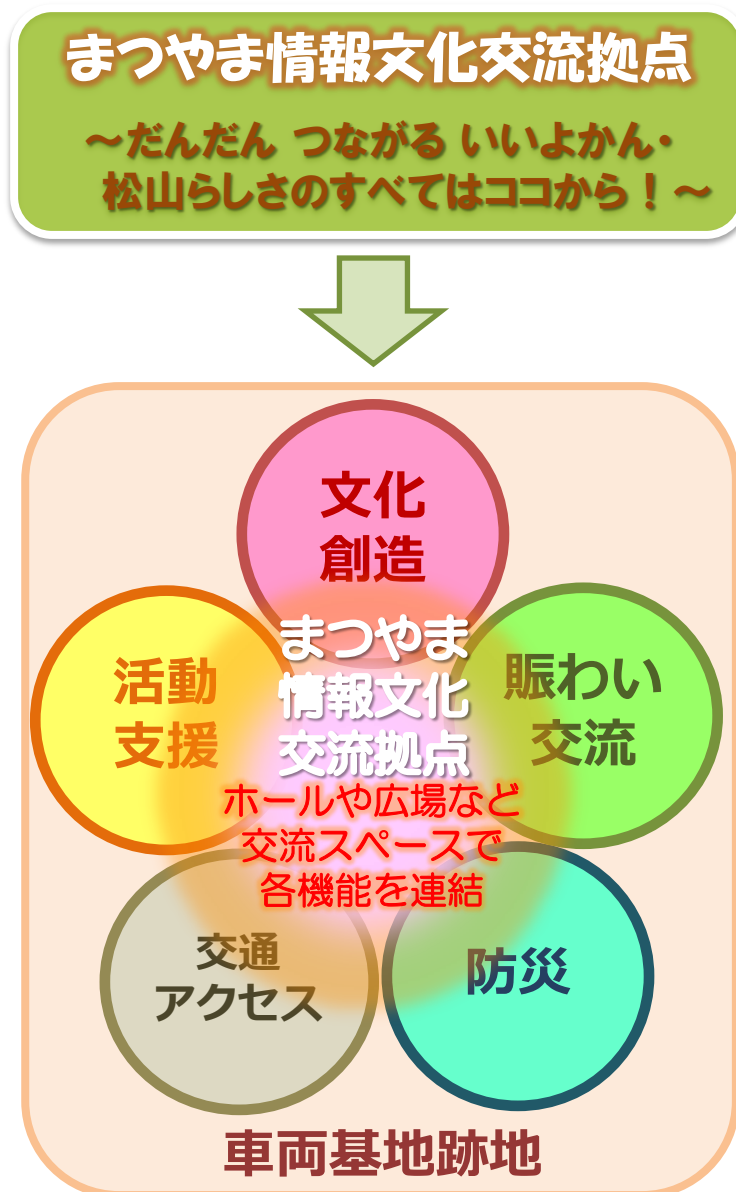 まつやま情報文化交流拠点
～だんだん つながる いいよかん・
松山らしさのすべてはココから！～
文化
創造
活動
支援
まつやま
情報文化
交流拠点
賑わい
交流
ホールや広場など
交流スペースで
各機能を連結
交通
アクセス
防災
車両基地跡地